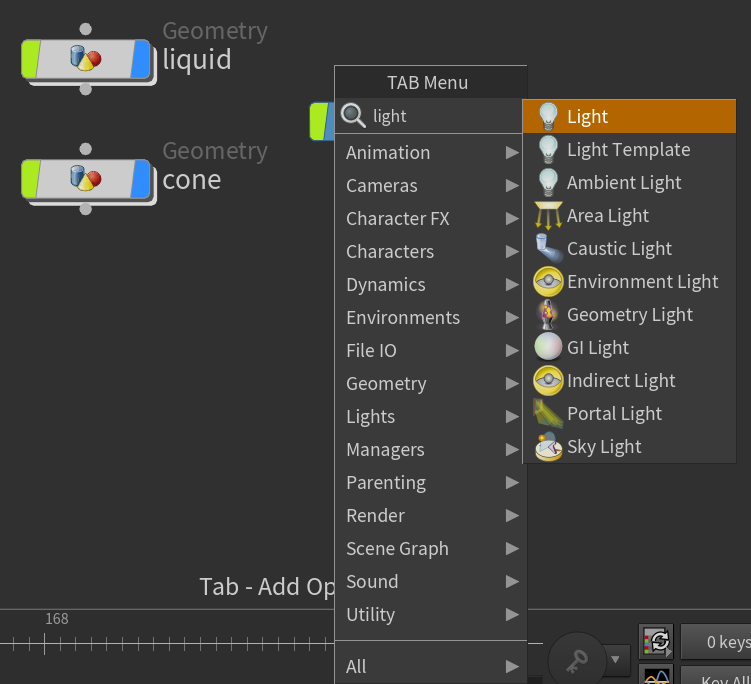 Geometry
liquid
Geometry
cone
TAB Menu
light
Animation
Cameras
Character FX
Characters
Dynamics
Environments
File IO
Geometry
Lights
Managers
Parenting
Render
Scene Graph
Sound
Utility
All
Light
Light Template
Ambient Light
Area Light
Caustic Light
Environment Light
Geometry Light
GI Light
Indirect Light
Portal Light
Sky Light
Tab - Add Op
168
0 keys
Key All